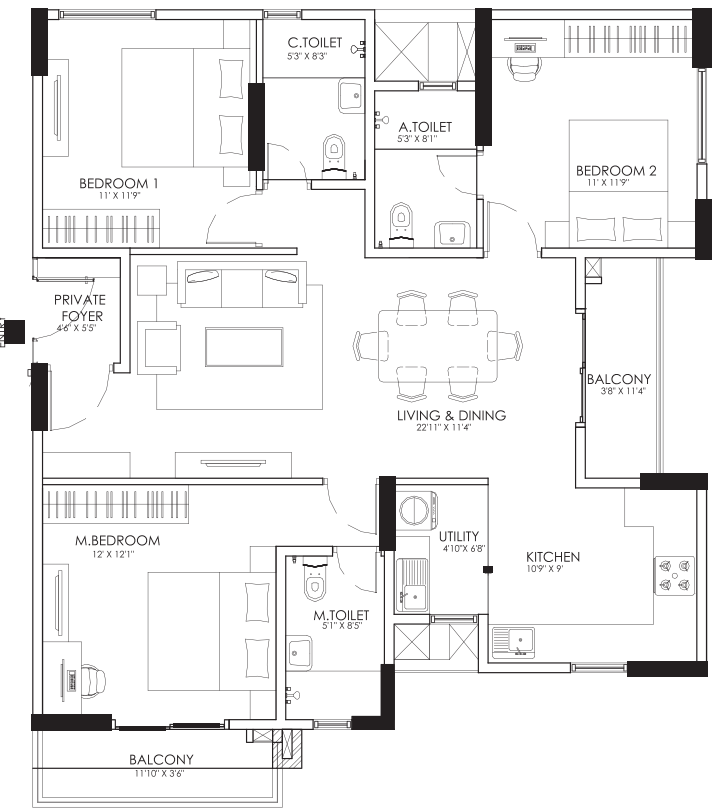 C.TOILET
5'3" X 8'3"
A.TOILET
5'3" X 8'1"
BEDROOM 1
11' X 11'9"
BEDROOM 2
11' X 11'9"
PRIVATE
FOYER
4'6" X 5'5"
ENTRY
BALCONY
3'8" X 11'4"
LIVING & DINING
22'11" X 11'4"
M.BEDROOM
12' X 12'1"
UTILITY
4'10"X 6'8"
KITCHEN
10'9" X 9'
M.TOILET
5'1" X 8'5"
BALCONY
11'10" X 3'6"